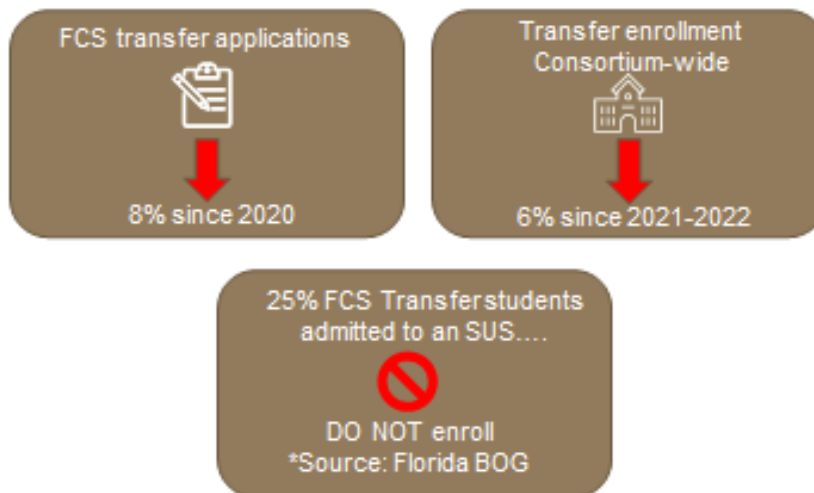 FCS transfer applications
8% since 2020
Transfer enrollment
Consortium-wide
6% since 2021-2022
25% FCS Transfer students
admitted to an SUS....
DO NOT enroll
*Source: Florida BOG